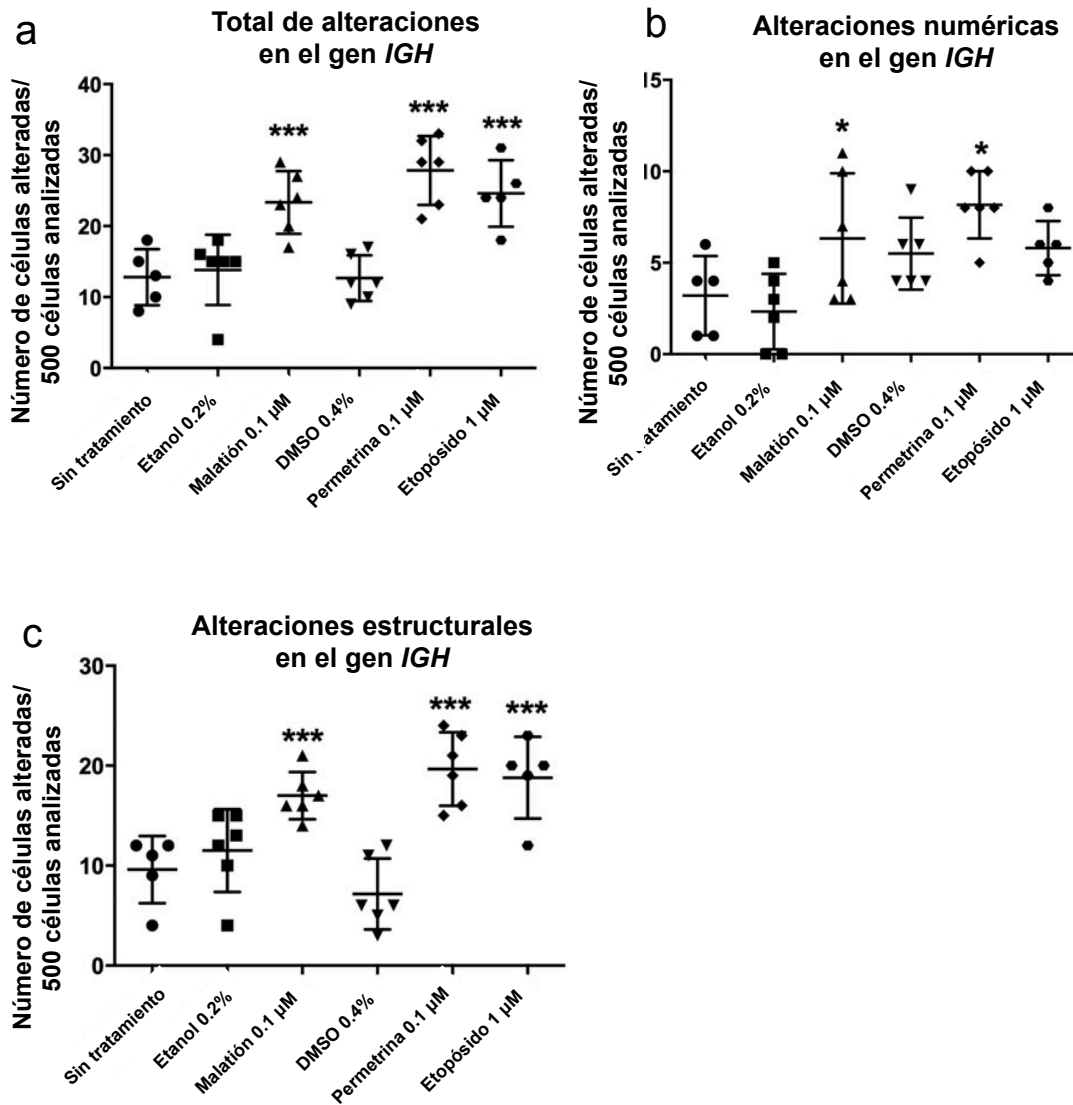 a
Total de alteraciones
en el gen IGH
Número de células alteradas/
500 células analizadas
40
30
20
10
0
***
***
***
Sin tratamiento
Etanol 0.2%
Malatión 0.1 µM
DMSO 0.4%
Permetrina 0.1 µM
Etopósido 1 µM
b
Alteraciones numéricas
en el gen IGH
Número de células alteradas/
500 células analizadas
15
10
5
0
*
*
Sin
Etanol 0.2%
Malatión 0.1 µM
DMSO 0.4%
Permetrina 0.1 µM
Etopósido 1 µM
c
Alteraciones estructurales
en el gen IGH
Número de células alteradas/
500 células analizadas
30
20
10
0
***
***
***
Sin tratamiento
Etanol 0.2%
Malatión 0.1 µM
DMSO 0.4%
Permetrina 0.1 µM
Etopósido 1 µM